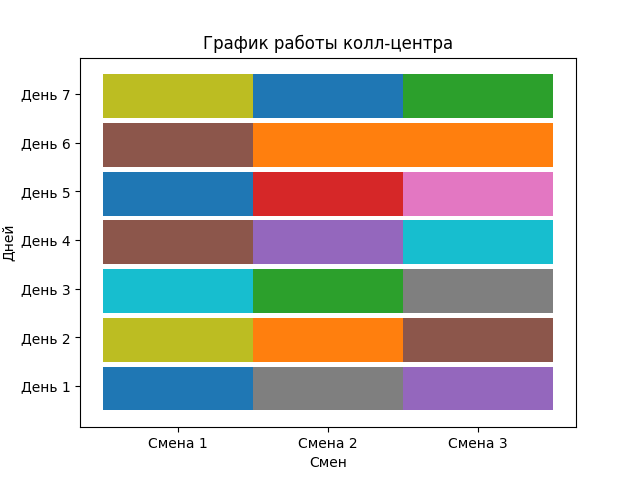 График работы колл-центра
День 7
День 6
День 5
День 4
День 3
День 2
День 1
Дней
Смена 1
Смена 2
Смена 3
Смен